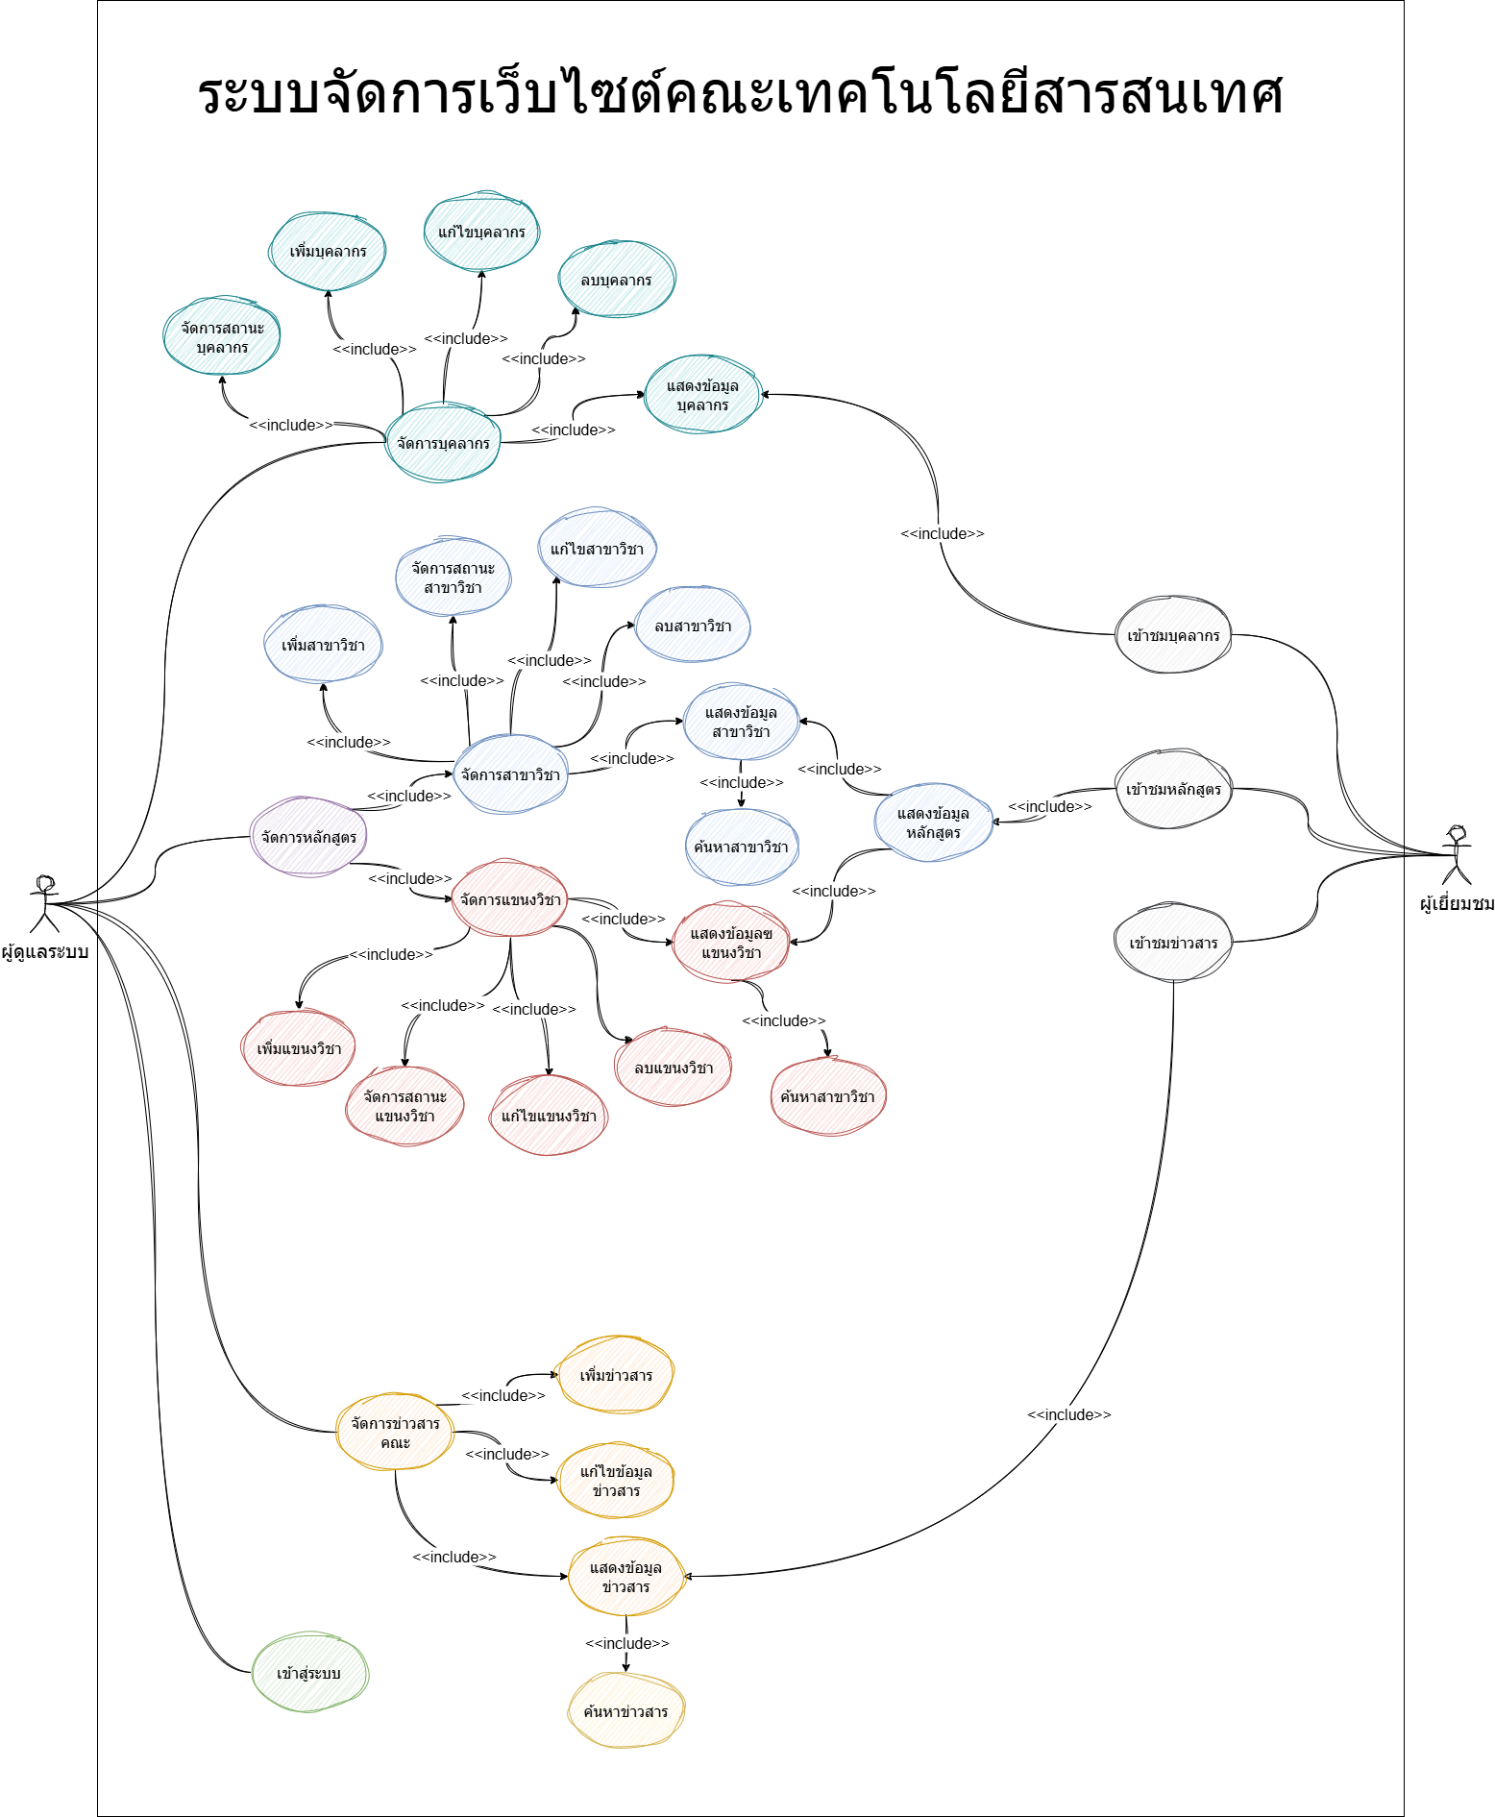 ระบบจัดการเว็บไซต์คณะเทคโนโลยีสารสนเทศ
แก้ไขบุคลากร
เพิ่มบุคลากร
ลบบุคลากร
จัดการสถานะ
บุคลากร
<<include>>
<<include>>
<<include>>
แสดงข้อมูล
บุคลากร
<<include>>
<<include>>
จัดการบุคลากร
<<include>>
แก้ไขสาขาวิชา
จัดการสถานะ
สาขาวิชา
ลบสาขาวิชา
เพิ่มสาขาวิชา
เข้าชมบุคลากร
<<include>>
<<include>>
<<include>>
แสดงข้อมูล
สาขาวิชา
<<include>>
<<include>>
<<include>>
จัดการสาขาวิชา
<<include>>
เข้าชมหลักสูตร
<<include>>
<<include>>
แสดงข้อมูล
หลักสูตร
จัดการหลักสูตร
ค้นหาสาขาวิชา
<<include>>
<<include>>
จัดการแขนงวิชา
ผู้เยี่ยมชม
<<include>>
แสดงข้อมูลฃ
แขนงวิชา
เข้าชมข่าวสาร
ผู้ดูแลระบบ
<<include>>
<<include>>
<<include>>
<<include>>
เพิ่มแขนงวิชา
ลบแขนงวิชา
จัดการสถานะ
แขนงวิชา
ค้นหาสาขาวิชา
แก้ไขแขนงวิชา
เพิ่มข่าวสาร
<<include>>
<<include>>
จัดการข่าวสาร
คณะ
<<include>>
แก้ไขข้อมูล
ข่าวสาร
<<include>>
แสดงข้อมูล
ข่าวสาร
<<include>>
เข้าสู่ระบบ
ค้นหาข่าวสาร